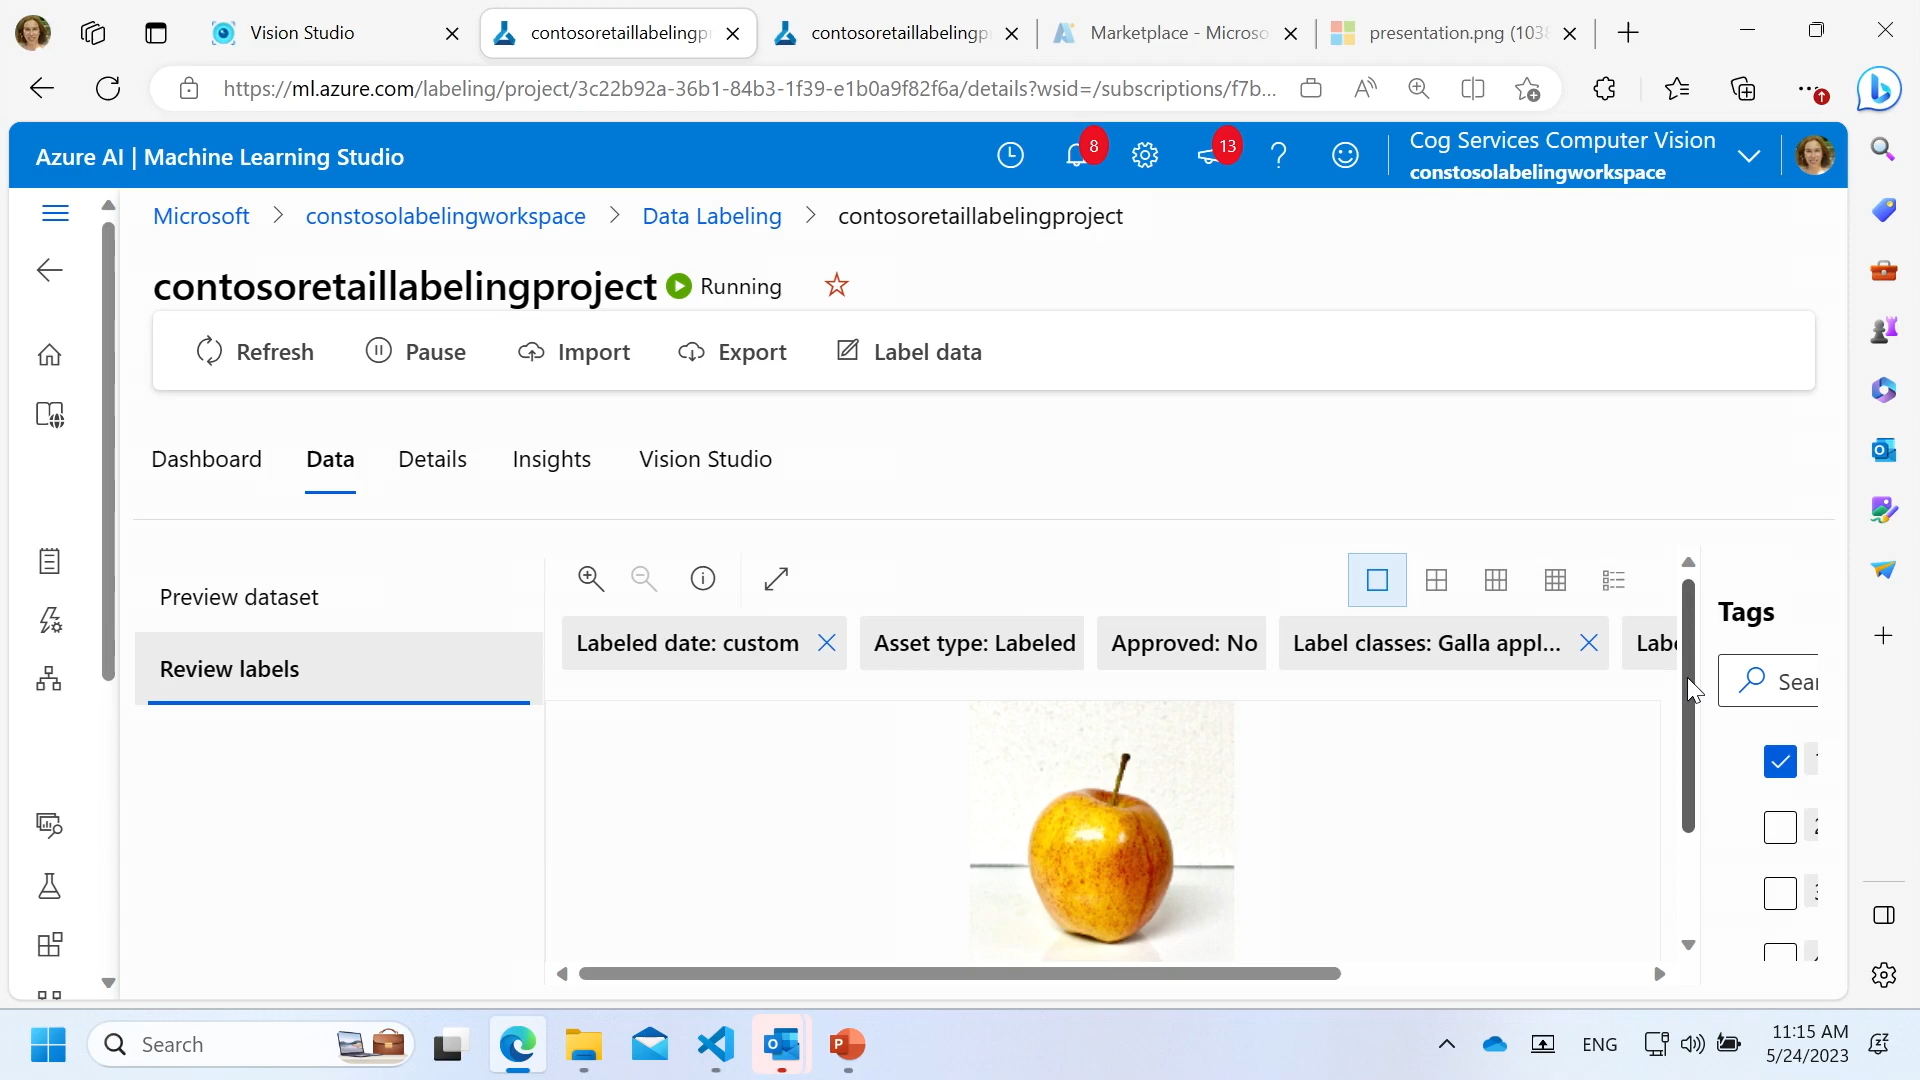 Vision Studio
contosoretaillabelingp
contosoretaillabelingp
Marketplace - Microso
presentation.png (103
https://ml.azure.com/labeling/project/3c22b92a-36b1-84b3-1f39-e1b0a9f82f6a/details?wsid=/subscriptions/f7b...
Azure AI | Machine Learning Studio
8
13
Cog Services Computer Vision
constosolabelingworkspace
Microsoft > constosolabelingworkspace > Data Labeling > contosoretaillabelingproject
contosoretaillabelingproject
Running
Refresh
Pause
Import
Export
Label data
Dashboard
Data
Details
Insights
Vision Studio
Preview dataset
Review labels
Labeled date: custom
Asset type: Labeled
Approved: No
Label classes: Galla appl...
Labe
Tags
Sear
Search
ENG
11:15 AM
5/24/2023